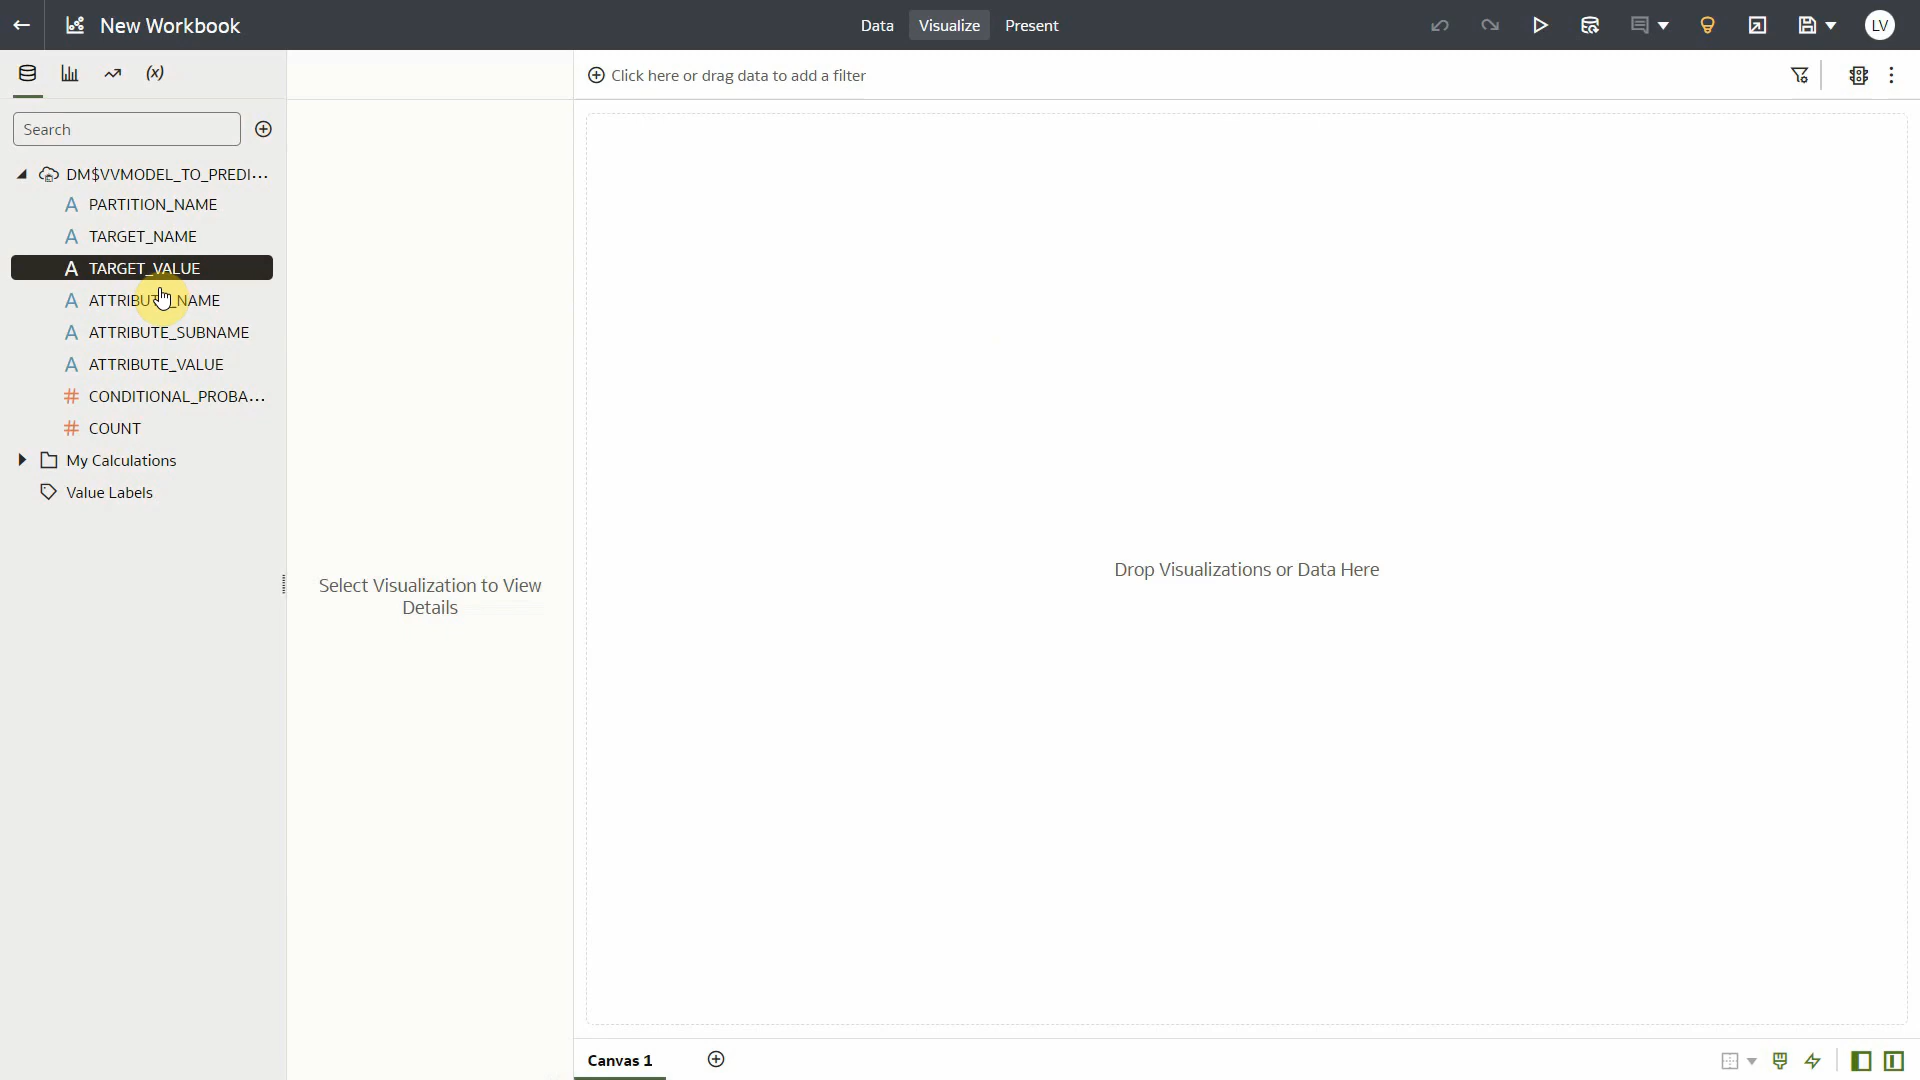 New Workbook
Data Visualize Present
LV
(x)
Click here or drag data to add a filter
Search
DM$VVMODEL_TO_PREDI...
A PARTITION_NAME
A TARGET_NAME
A TARGET_VALUE
A ATTRIBUTE_NAME
A ATTRIBUTE_SUBNAME
A ATTRIBUTE_VALUE
# CONDITIONAL_PROBA...
# COUNT
My Calculations
Value Labels
Select Visualization to View
Details
Drop Visualizations or Data Here
Canvas 1